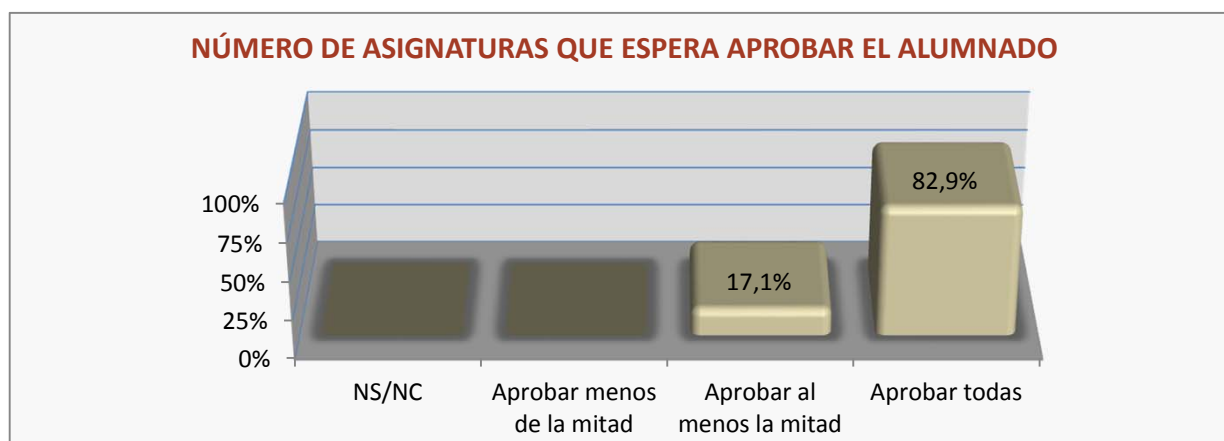 NÚMERO DE ASIGNATURAS QUE ESPERA APROBAR EL ALUMNADO
82,9%
17,1%
100%
75%
50%
25%
0%
NS/NC
Aprobar menos
de la mitad
Aprobar al
menos la mitad
Aprobar todas